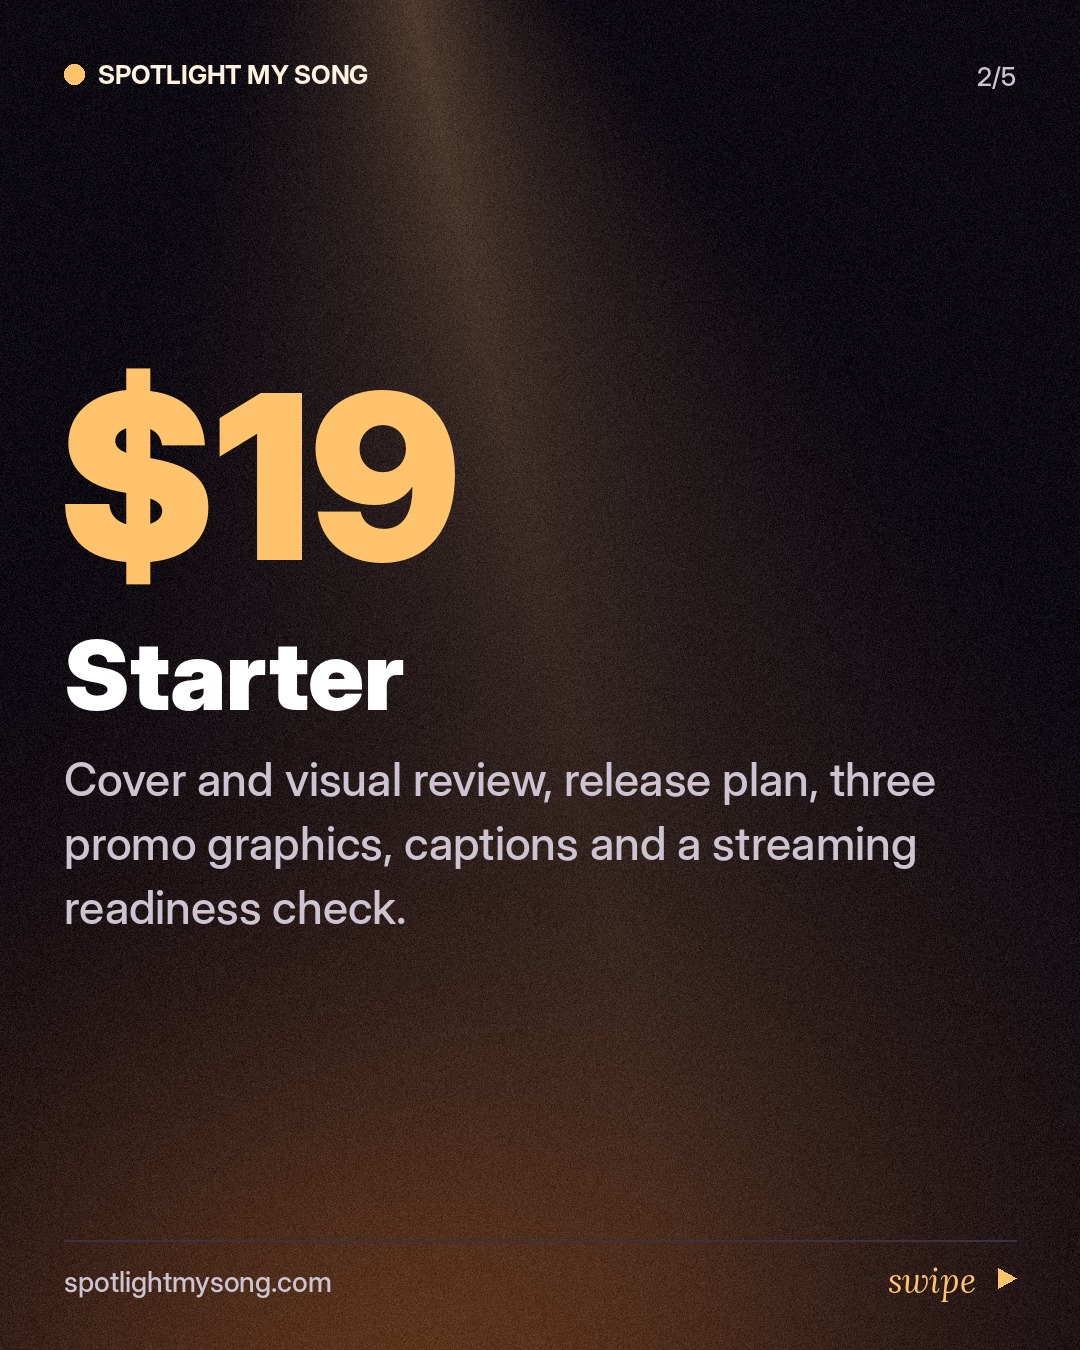 SPOTLIGHT MY SONG
2/5
$19
Starter
Cover and visual review, release plan, three
promo graphics, captions and a streaming
readiness check.
spotlightmysong.com
swipe